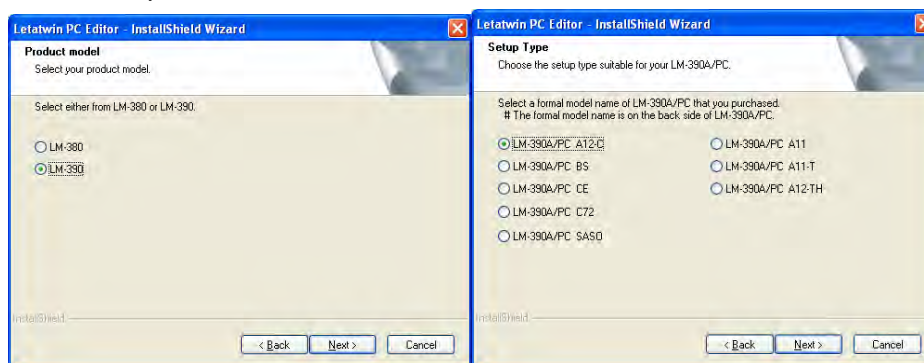 Letatwin PC Editor - InstallShield Wizard
Product model
Select your product model.
Select either from LM-380 or LM-390.
LM-380
LM-390
InstallShield
< Back Next > Cancel
Letatwin PC Editor - InstallShield Wizard
Setup Type
Choose the setup type suitable for your LM-390A/PC.
Select a formal model name of LM-390A/PC that you purchased.
# The formal model name is on the back side of LM-390A/PC.
LM-390A/PC A12-C LM-390A/PC A11
LM-390A/PC BS LM-390A/PC A11-T
LM-390A/PC CE LM-390A/PC A12-TH
LM-390A/PC C72
LM-390A/PC SASO
InstallShield
< Back Next > Cancel